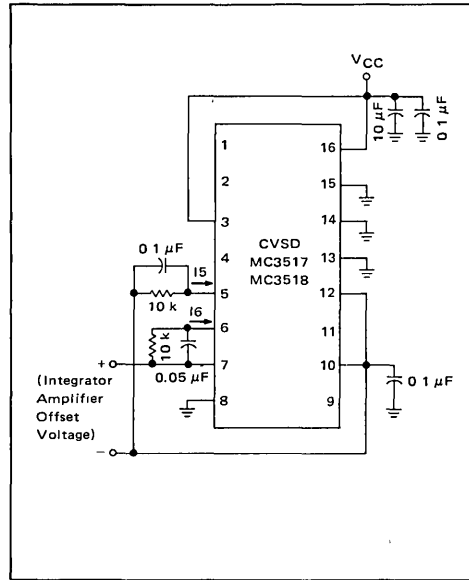 VCC
10 µF
0 1 µF
1
2
3
4
5
6
7
8
16
15
14
13
12
11
10
9
CVSD
MC3517
MC3518
0 1 µF
I5
10 k
I6
10 k
0.05 µF
0 1 µF
+
(Integrator
Amplifier
Offset
Voltage)
−